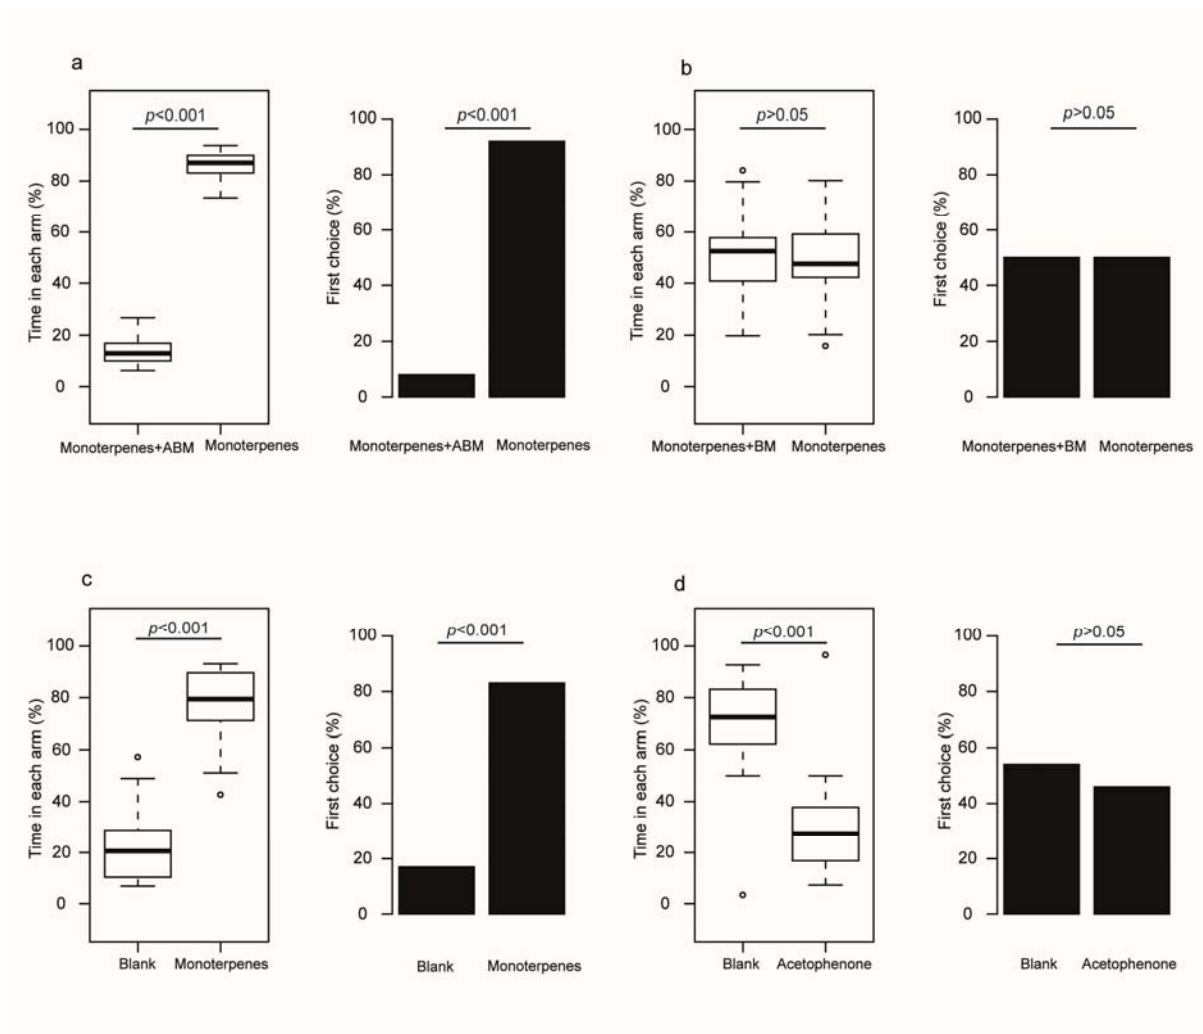 a
p<0.001
100
80
60
40
20
0
Time in each arm (%)
Monoterpenes+ABM Monoterpenes
p<0.001
100
80
60
40
20
0
First choice (%)
Monoterpenes+ABM Monoterpenes
b
p>0.05
100
80
60
40
20
0
Time in each arm (%)
Monoterpenes+BM Monoterpenes
p>0.05
100
80
60
40
20
0
First choice (%)
Monoterpenes+BM Monoterpenes
c
p<0.001
100
80
60
40
20
0
Time in each arm (%)
Blank Monoterpenes
p<0.001
100
80
60
40
20
0
First choice (%)
Blank Monoterpenes
d
p<0.001
100
80
60
40
20
0
Time in each arm (%)
Blank Acetophenone
p>0.05
100
80
60
40
20
0
First choice (%)
Blank Acetophenone